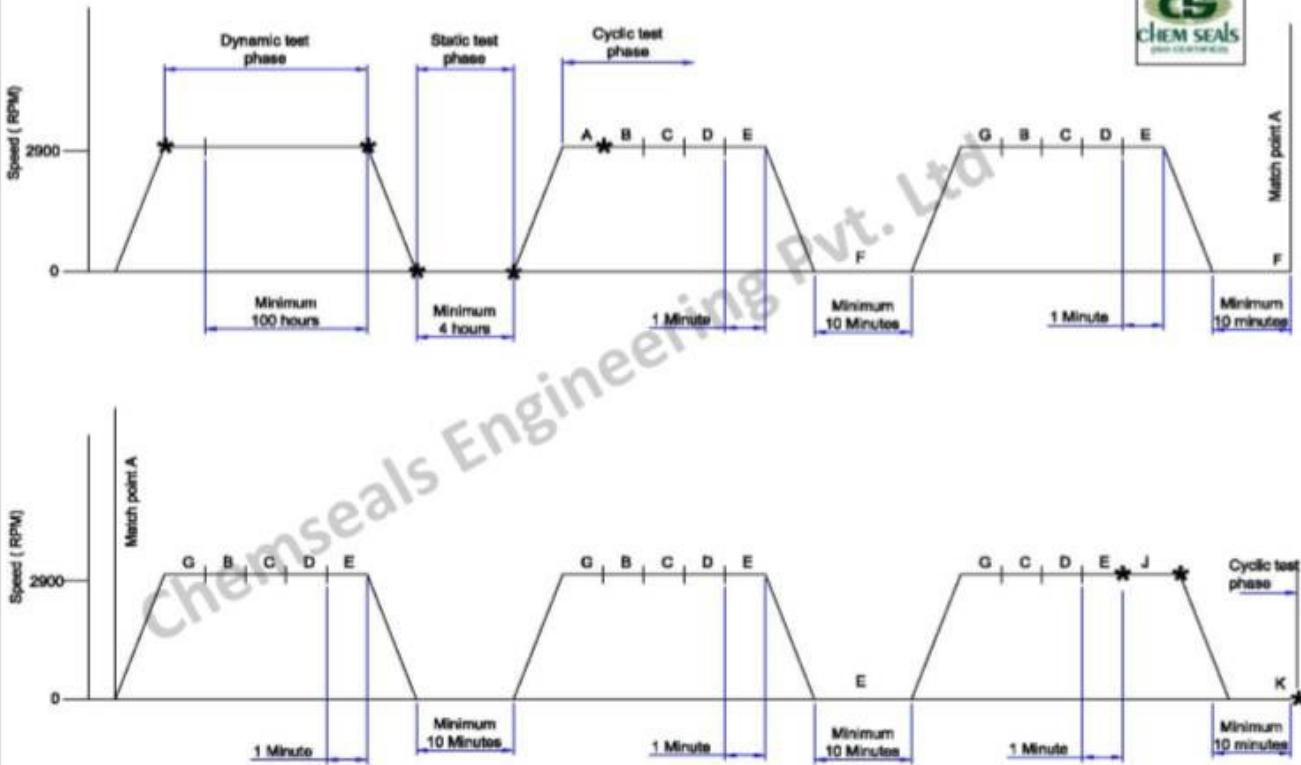 CHEM SEALS
Dynamic test
phase
Static test
phase
Cyclic test
phase
Speed ( RPM)
2900
0
A B C D E
G B C D E
Match point A
F
F
Minimum
100 hours
Minimum
4 hours
1 Minute
Minimum
10 Minutes
1 Minute
Minimum
10 minutes
Chemseals Engineering Pvt. Ltd
Match point A
Speed ( RPM)
2900
0
G B C D E
G B C D E
G C D E J
Cyclic test
phase
E
K
1 Minute
Minimum
10 Minutes
1 Minute
Minimum
10 Minutes
1 Minute
Minimum
10 minutes